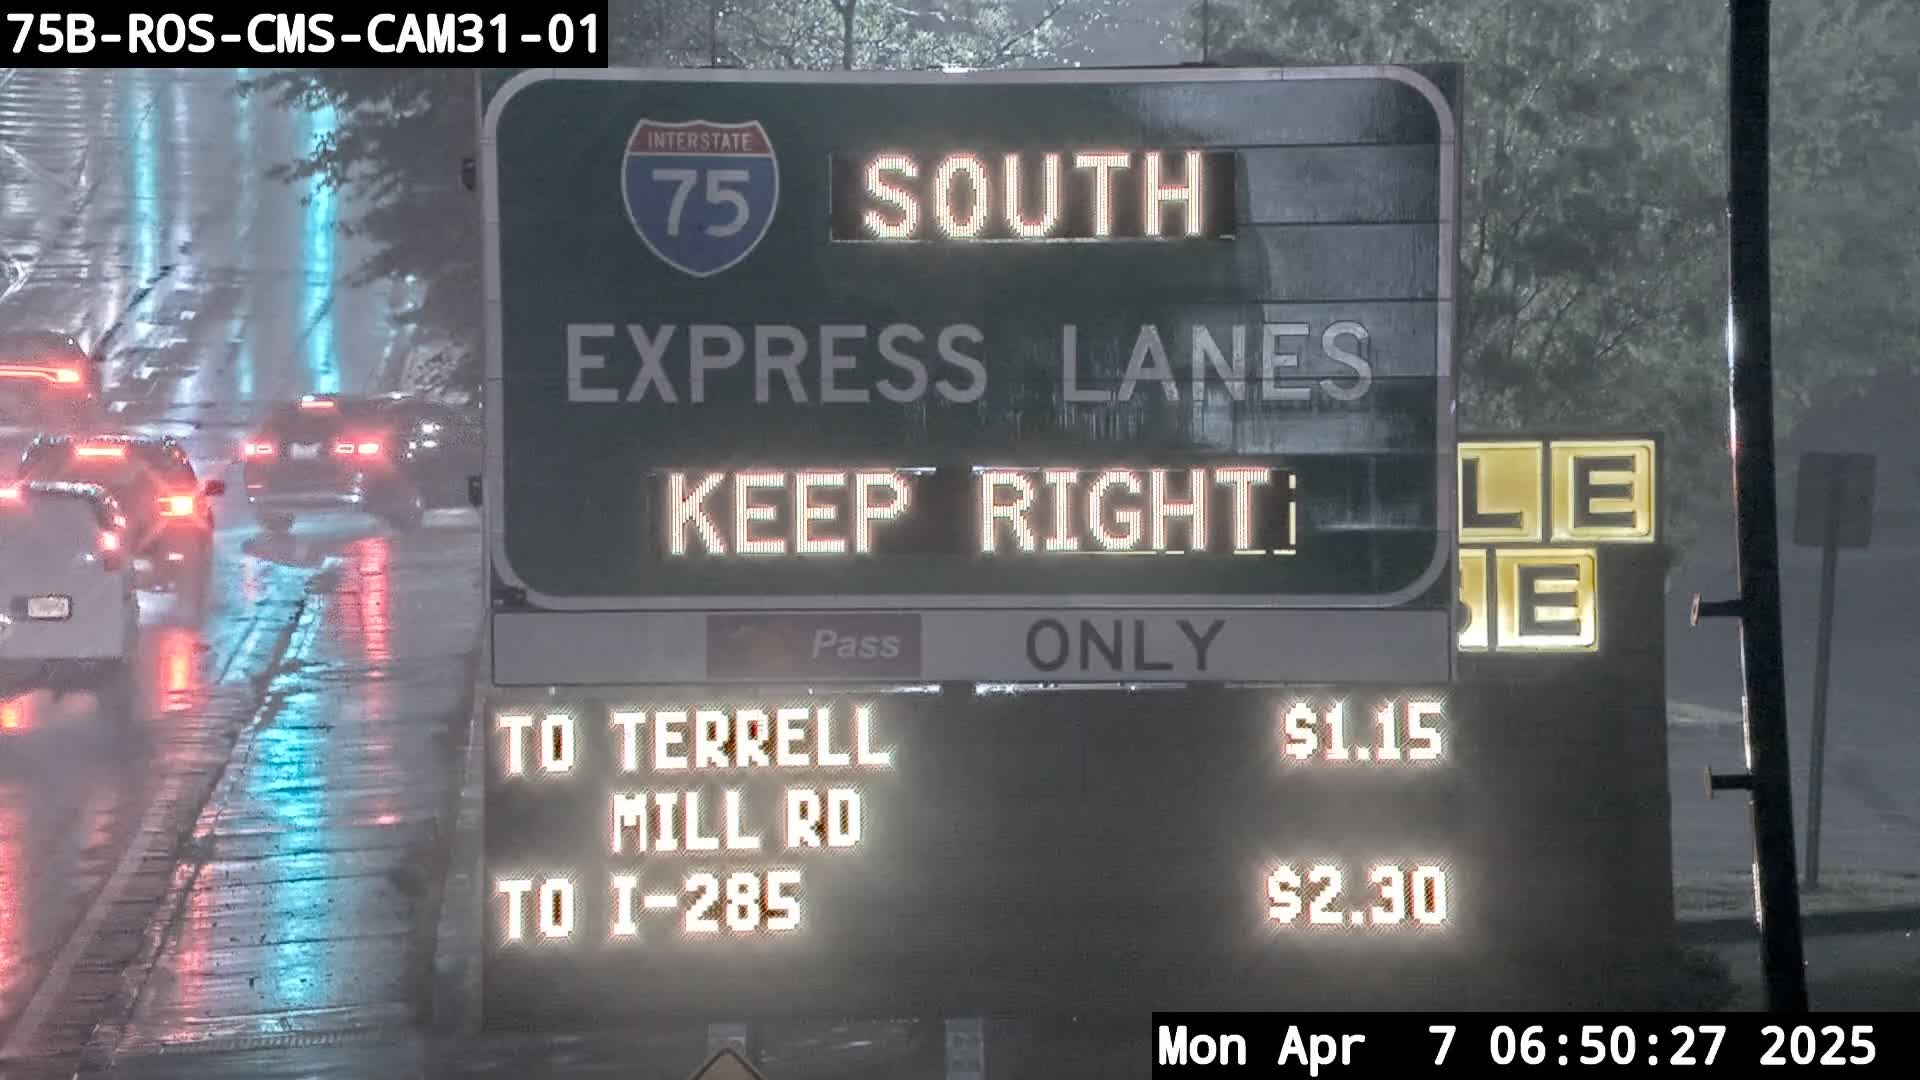 75B-ROS-CMS-CAM31-01
INTERSTATE
75
SOUTH
EXPRESS LANES
KEEP RIGHT
Pass ONLY
LE
E
TO TERRELL $1.15
MILL RD
TO I-285 $2.30
Mon Apr 7 06:50:27 2025